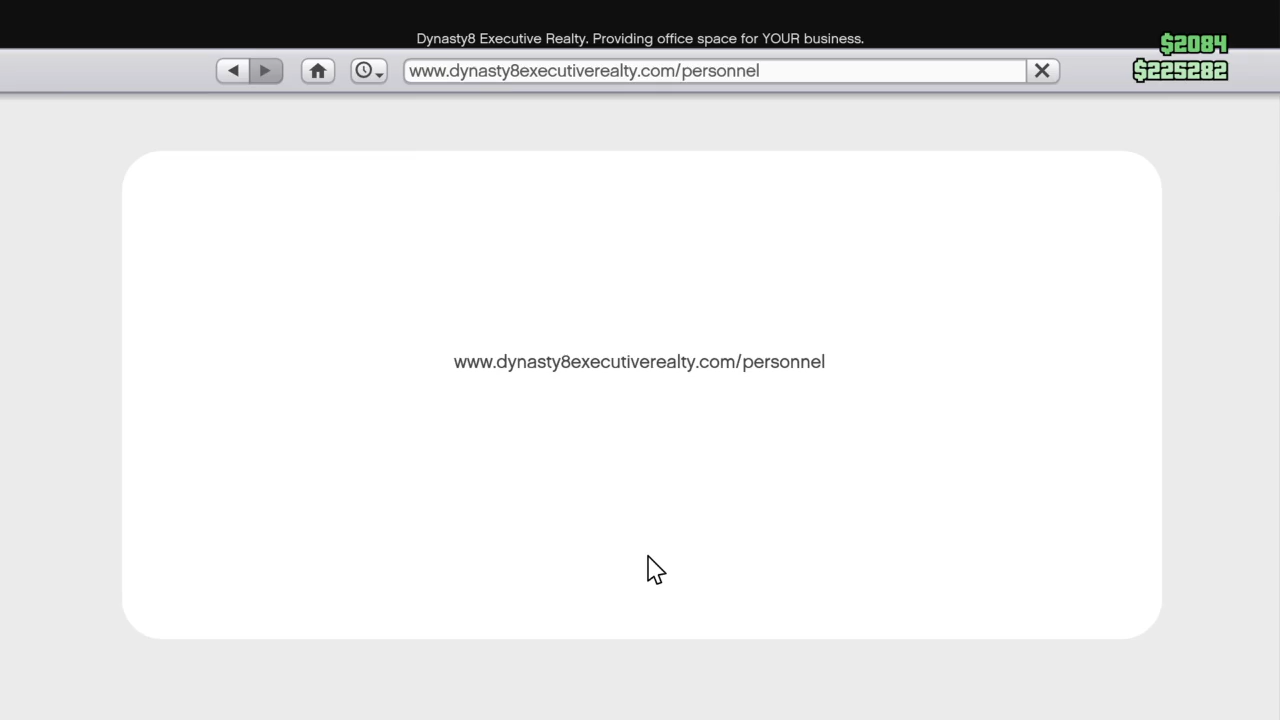 Dynasty8 Executive Realty. Providing office space for YOUR business.
$2084
www.dynasty8executiverealty.com/personnel
$225282
www.dynasty8executiverealty.com/personnel